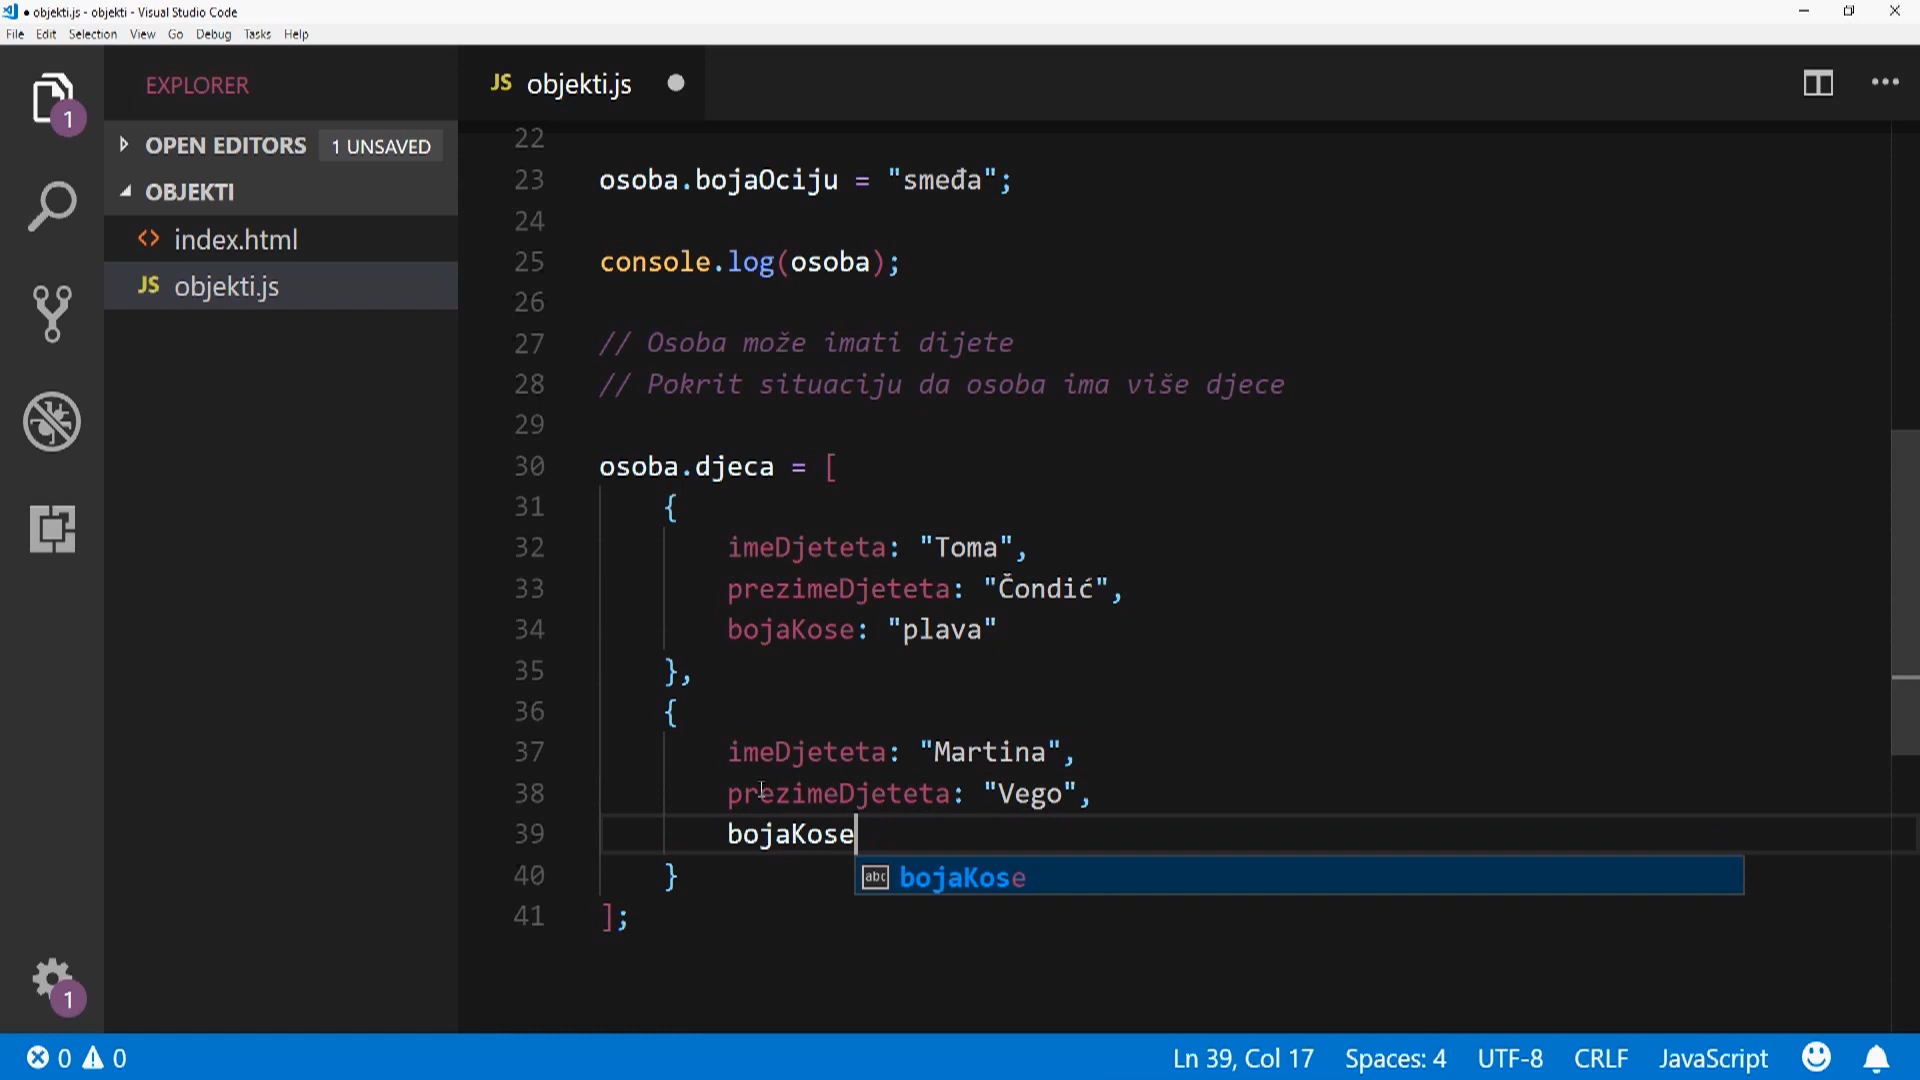 objekti.js - objekti - Visual Studio Code
File Edit Selection View Go Debug Tasks Help
EXPLORER
OPEN EDITORS 1 UNSAVED
OBJEKTI
<> index.html
JS objekti.js
1
1
JS objekti.js
22
23 osoba.bojaOciju = "smeđa";
24
25 console.log(osoba);
26
27 // Osoba može imati dijete
28 // Pokrit situaciju da osoba ima više djece
29
30 osoba.djeca = [
31 {
32 imeDjeteta: "Toma",
33 prezimeDjeteta: "Čondić",
34 bojaKose: "plava"
35 },
36 {
37 imeDjeteta: "Martina",
38 prezimeDjeteta: "Vego",
39 bojaKose
abc bojaKose
40 }
41 ];
0 0 Ln 39, Col 17 Spaces: 4 UTF-8 CRLF JavaScript